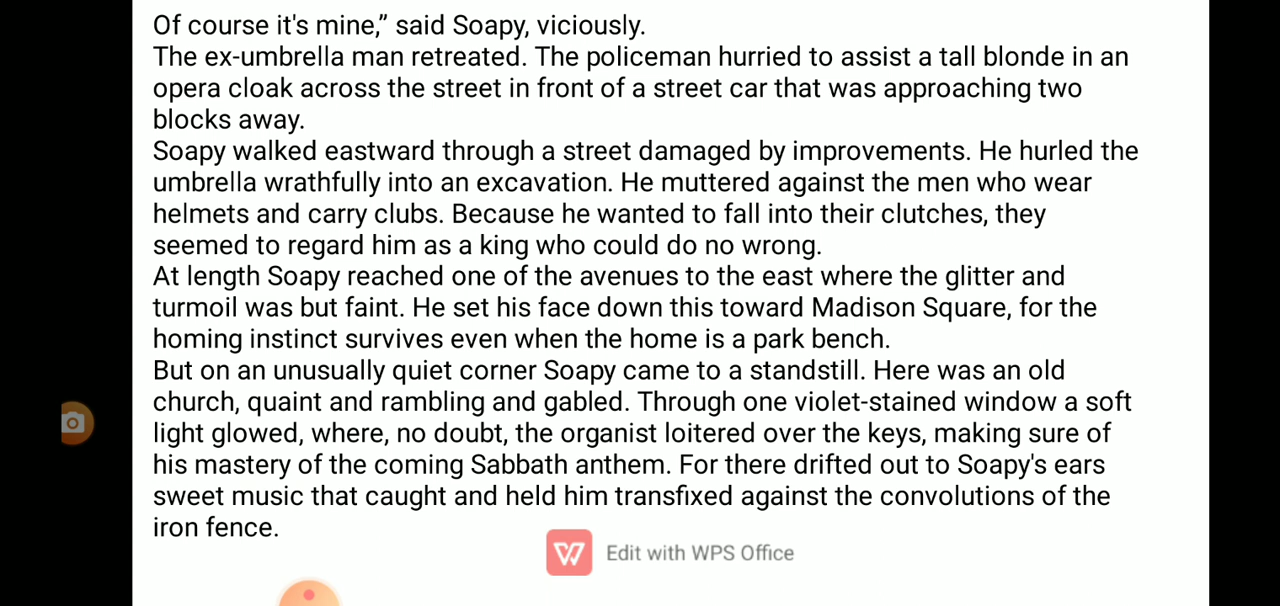 Of course it's mine,” said Soapy, viciously.
The ex-umbrella man retreated. The policeman hurried to assist a tall blonde in an
opera cloak across the street in front of a street car that was approaching two
blocks away.
Soapy walked eastward through a street damaged by improvements. He hurled the
umbrella wrathfully into an excavation. He muttered against the men who wear
helmets and carry clubs. Because he wanted to fall into their clutches, they
seemed to regard him as a king who could do no wrong.
At length Soapy reached one of the avenues to the east where the glitter and
turmoil was but faint. He set his face down this toward Madison Square, for the
homing instinct survives even when the home is a park bench.
But on an unusually quiet corner Soapy came to a standstill. Here was an old
church, quaint and rambling and gabled. Through one violet-stained window a soft
light glowed, where, no doubt, the organist loitered over the keys, making sure of
his mastery of the coming Sabbath anthem. For there drifted out to Soapy's ears
sweet music that caught and held him transfixed against the convolutions of the
iron fence.
Edit with WPS Office